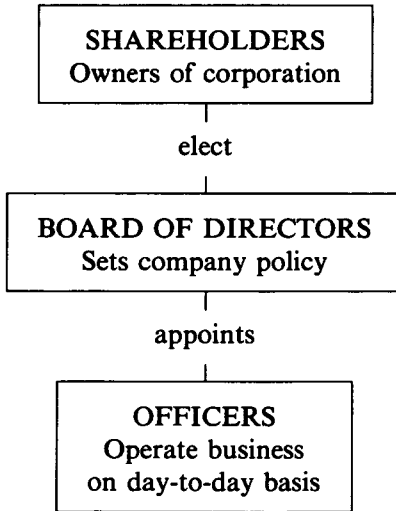 SHAREHOLDERS
Owners of corporation
elect
BOARD OF DIRECTORS
Sets company policy
appoints
OFFICERS
Operate business
on day-to-day basis